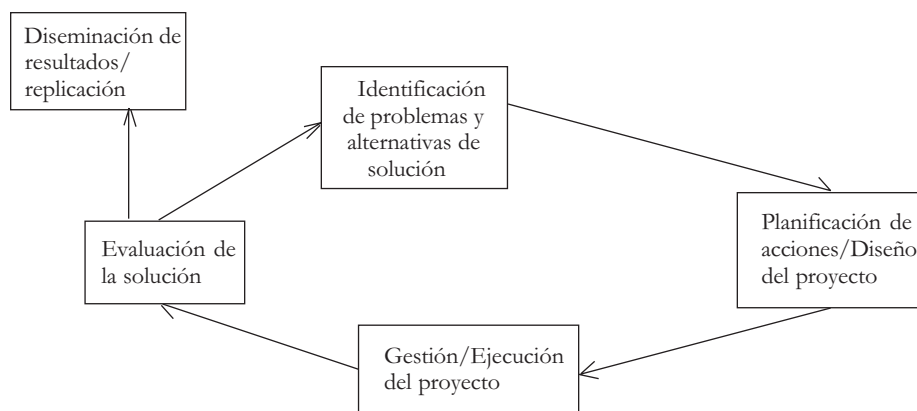 Diseminación de
resultados/
replicación
Identificación
de problemas y
alternativas de
solución
Planificación de
acciones/Diseño
del proyecto
Evaluación de
la solución
Gestión/Ejecución
del proyecto